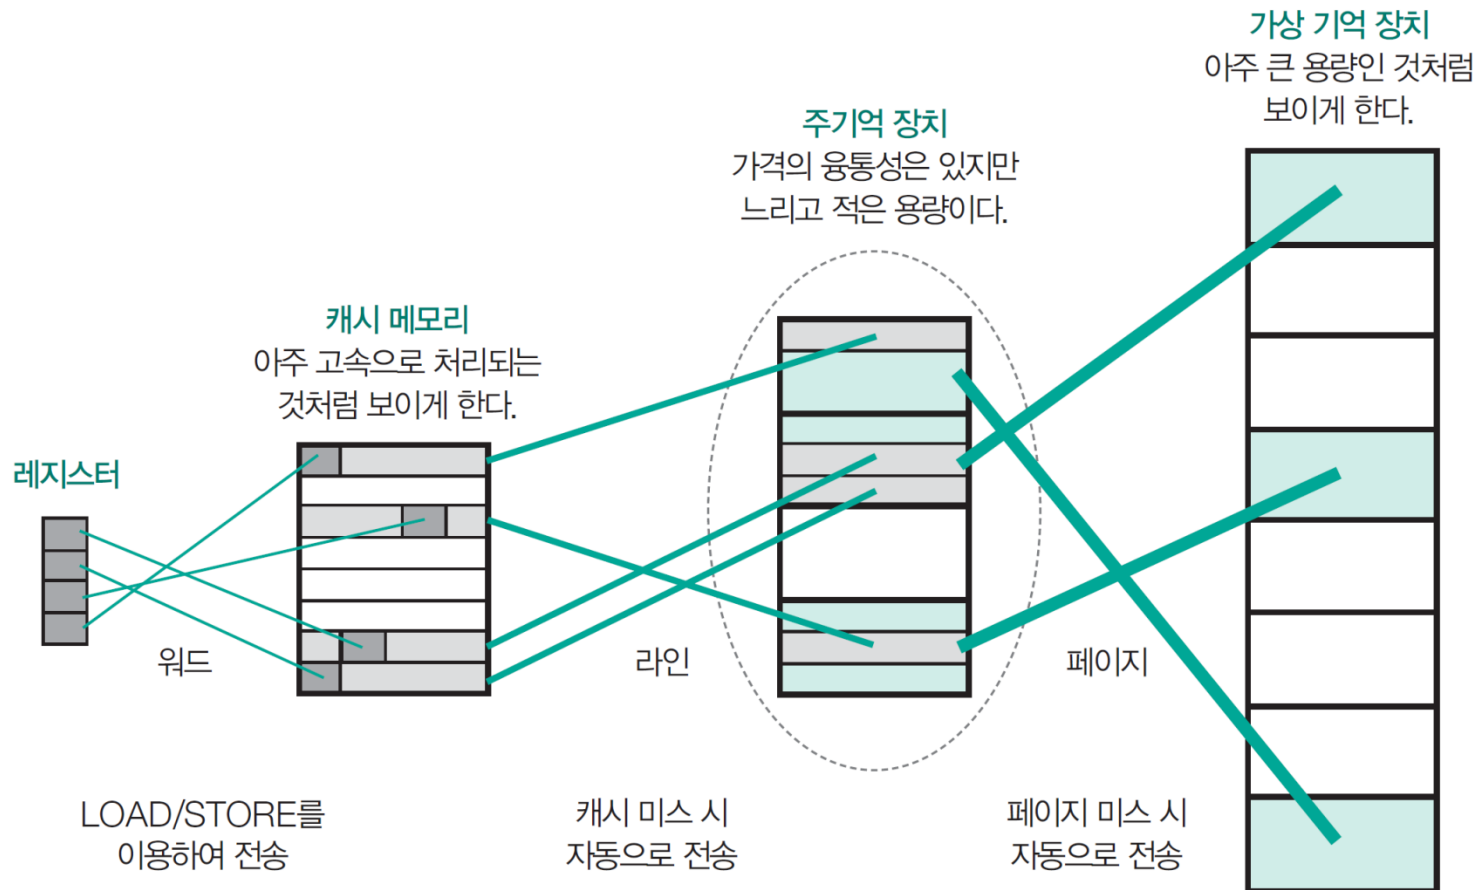 가상 기억 장치
아주 큰 용량인 것처럼
보이게 한다.
주기억 장치
가격의 융통성은 있지만
느리고 적은 용량이다.
캐시 메모리
아주 고속으로 처리되는
것처럼 보이게 한다.
레지스터
워드
라인
페이지
LOAD/STORE를
이용하여 전송
캐시 미스 시
자동으로 전송
페이지 미스 시
자동으로 전송